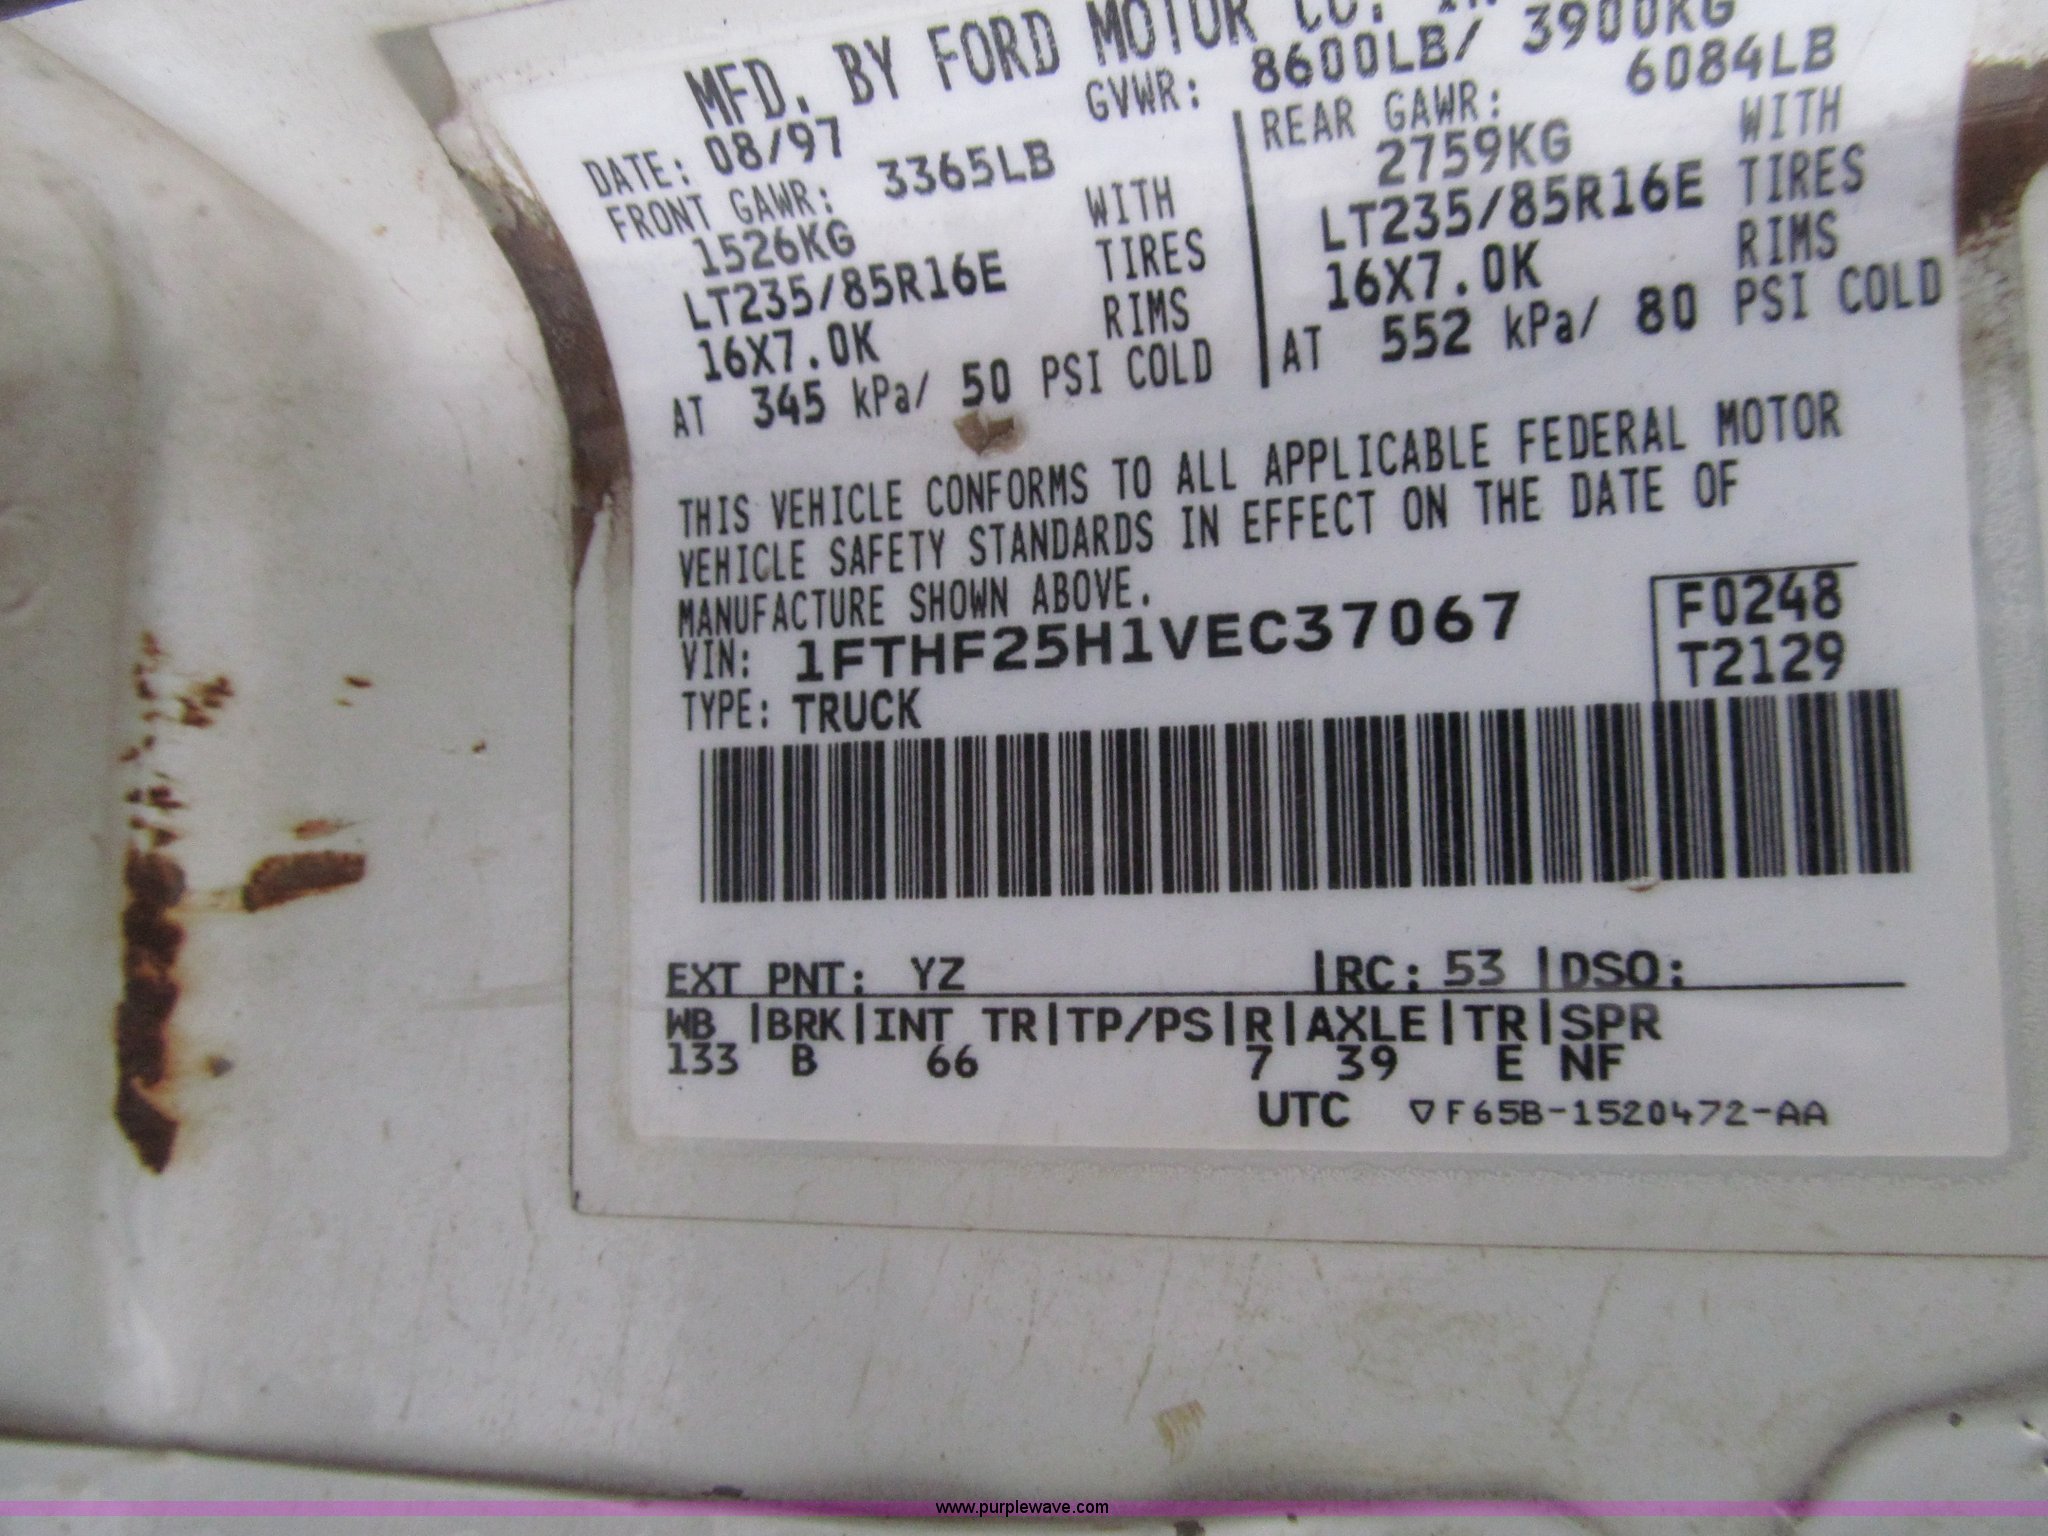 MFD. BY FORD MOTOR CO.
DATE: 08/97 GVWR: 8600LB/ 3900KG
FRONT GAWR: 3365LB
1526KG WITH
LT235/85R16E TIRES
16X7.0K RIMS
AT 345 kPa/ 50 PSI COLD
REAR GAWR: 6084LB
2759KG WITH
LT235/85R16E TIRES
16X7.0K RIMS
AT 552 kPa/ 80 PSI COLD
THIS VEHICLE CONFORMS TO ALL APPLICABLE FEDERAL MOTOR
VEHICLE SAFETY STANDARDS IN EFFECT ON THE DATE OF
MANUFACTURE SHOWN ABOVE.
VIN: 1FTHF25H1VEC37067
TYPE: TRUCK
F0248
T2129
EXT PNT: YZ |RC: 53 |DSO:
WB |BRK|INT TR|TP/PS|R|AXLE|TR|SPR
133 B 66 7 39 E NF
UTC ▽F65B-1520472-AA
www.purplewave.com